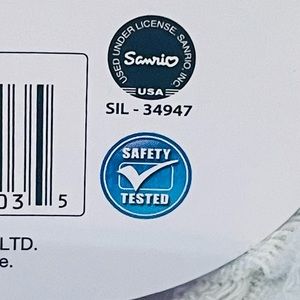 USED UNDER LICENSE. SANRIO, INC.
Sanrio
USA
SIL - 34947
SAFETY
TESTED
03 5
LTD.
e.